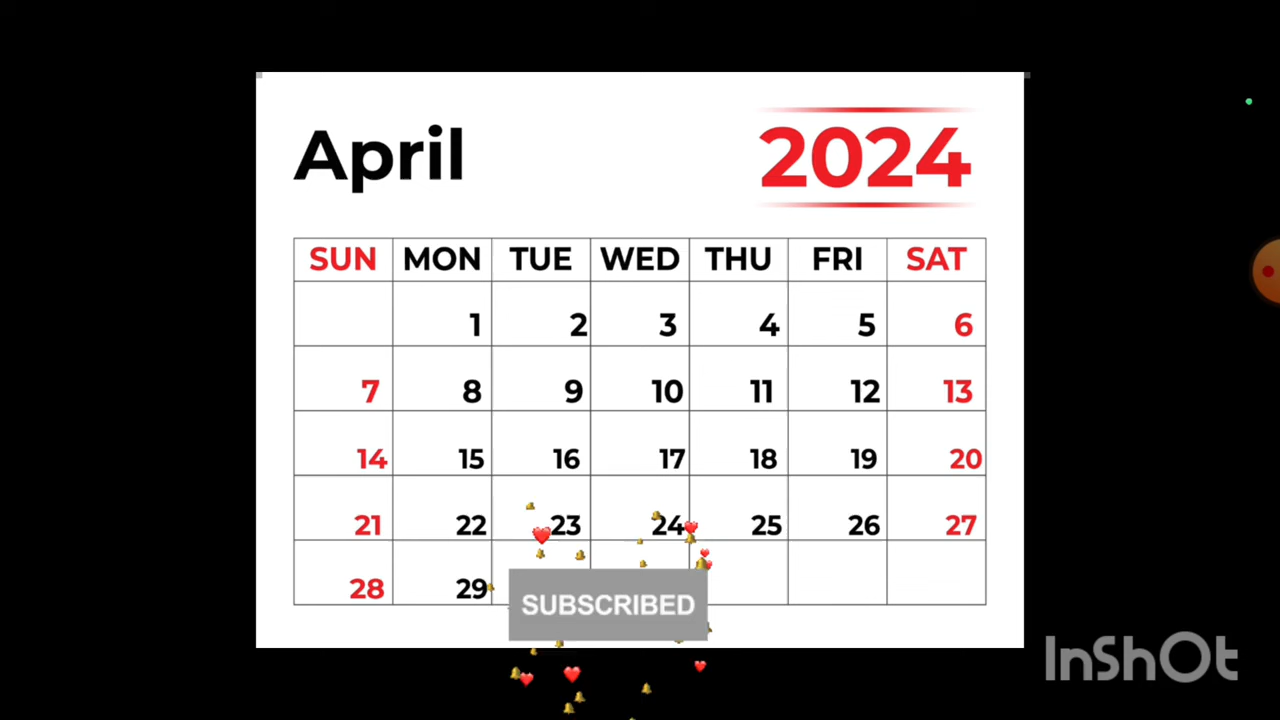 April
2024
SUN MON TUE WED THU FRI SAT
1 2 3 4 5 6
7 8 9 10 11 12 13
14 15 16 17 18 19 20
21 22 23 24 25 26 27
28 29
SUBSCRIBED
InShOt